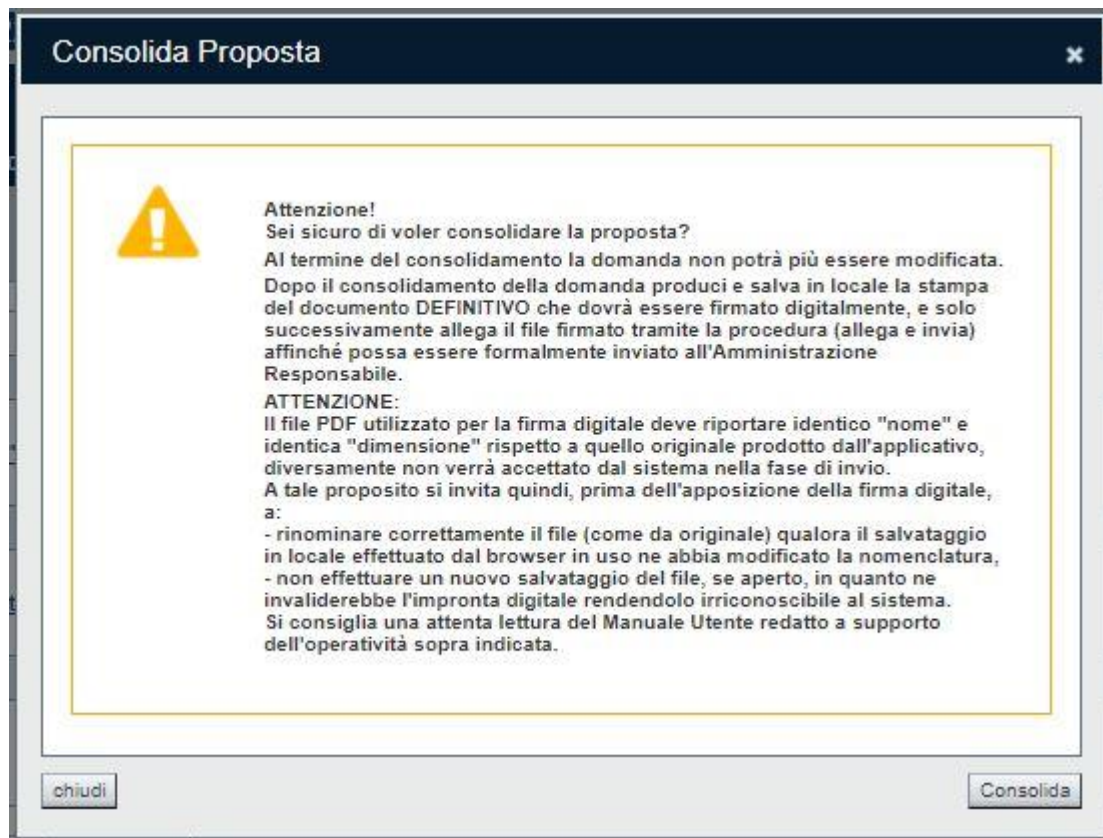 Consolida Proposta
Attenzione!
Sei sicuro di voler consolidare la proposta?
Al termine del consolidamento la domanda non potrà più essere modificata.
Dopo il consolidamento della domanda produci e salva in locale la stampa
del documento DEFINITIVO che dovrà essere firmato digitalmente, e solo
successivamente allega il file firmato tramite la procedura (allega e invia)
affinché possa essere formalmente inviato all'Amministrazione
Responsabile.
ATTENZIONE:
Il file PDF utilizzato per la firma digitale deve riportare identico "nome" e
identica "dimensione" rispetto a quello originale prodotto dall'applicativo,
diversamente non verrà accettato dal sistema nella fase di invio.
A tale proposito si invita quindi, prima dell'apposizione della firma digitale,
a:
- rinominare correttamente il file (come da originale) qualora il salvataggio
in locale effettuato dal browser in uso ne abbia modificato la nomenclatura,
- non effettuare un nuovo salvataggio del file, se aperto, in quanto ne
invaliderebbe l'impronta digitale rendendolo irriconoscibile al sistema.
Si consiglia una attenta lettura del Manuale Utente redatto a supporto
dell'operatività sopra indicata.
chiudi
Consolida